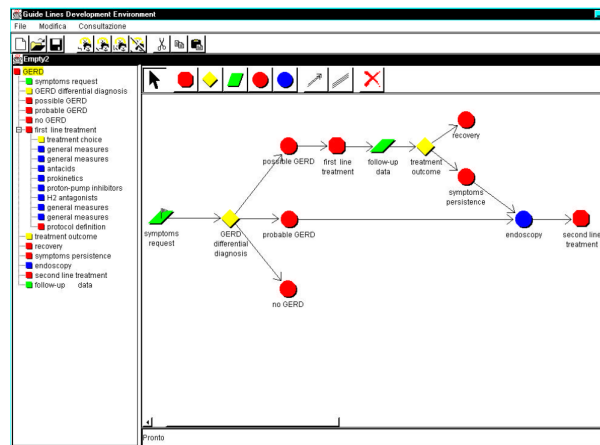 Guide Lines Development Environment
File Modifica Consultazione
Empty2
GERD
symptoms request
GERD differential diagnosis
possible GERD
probable GERD
no GERD
first line treatment
treatment choice
general measures
general measures
antacids
prokinetics
proton-pump inhibitors
H2 antagonists
general measures
general measures
protocol definition
treatment outcome
recovery
symptoms persistence
endoscopy
second line treatment
follow-up data
recovery
possible GERD
first line
treatment
follow-up
data
treatment
outcome
symptoms
persistence
symptoms
request
GERD
differential
diagnosis
probable GERD
endoscopy
second line
treatment
no GERD
Pronto